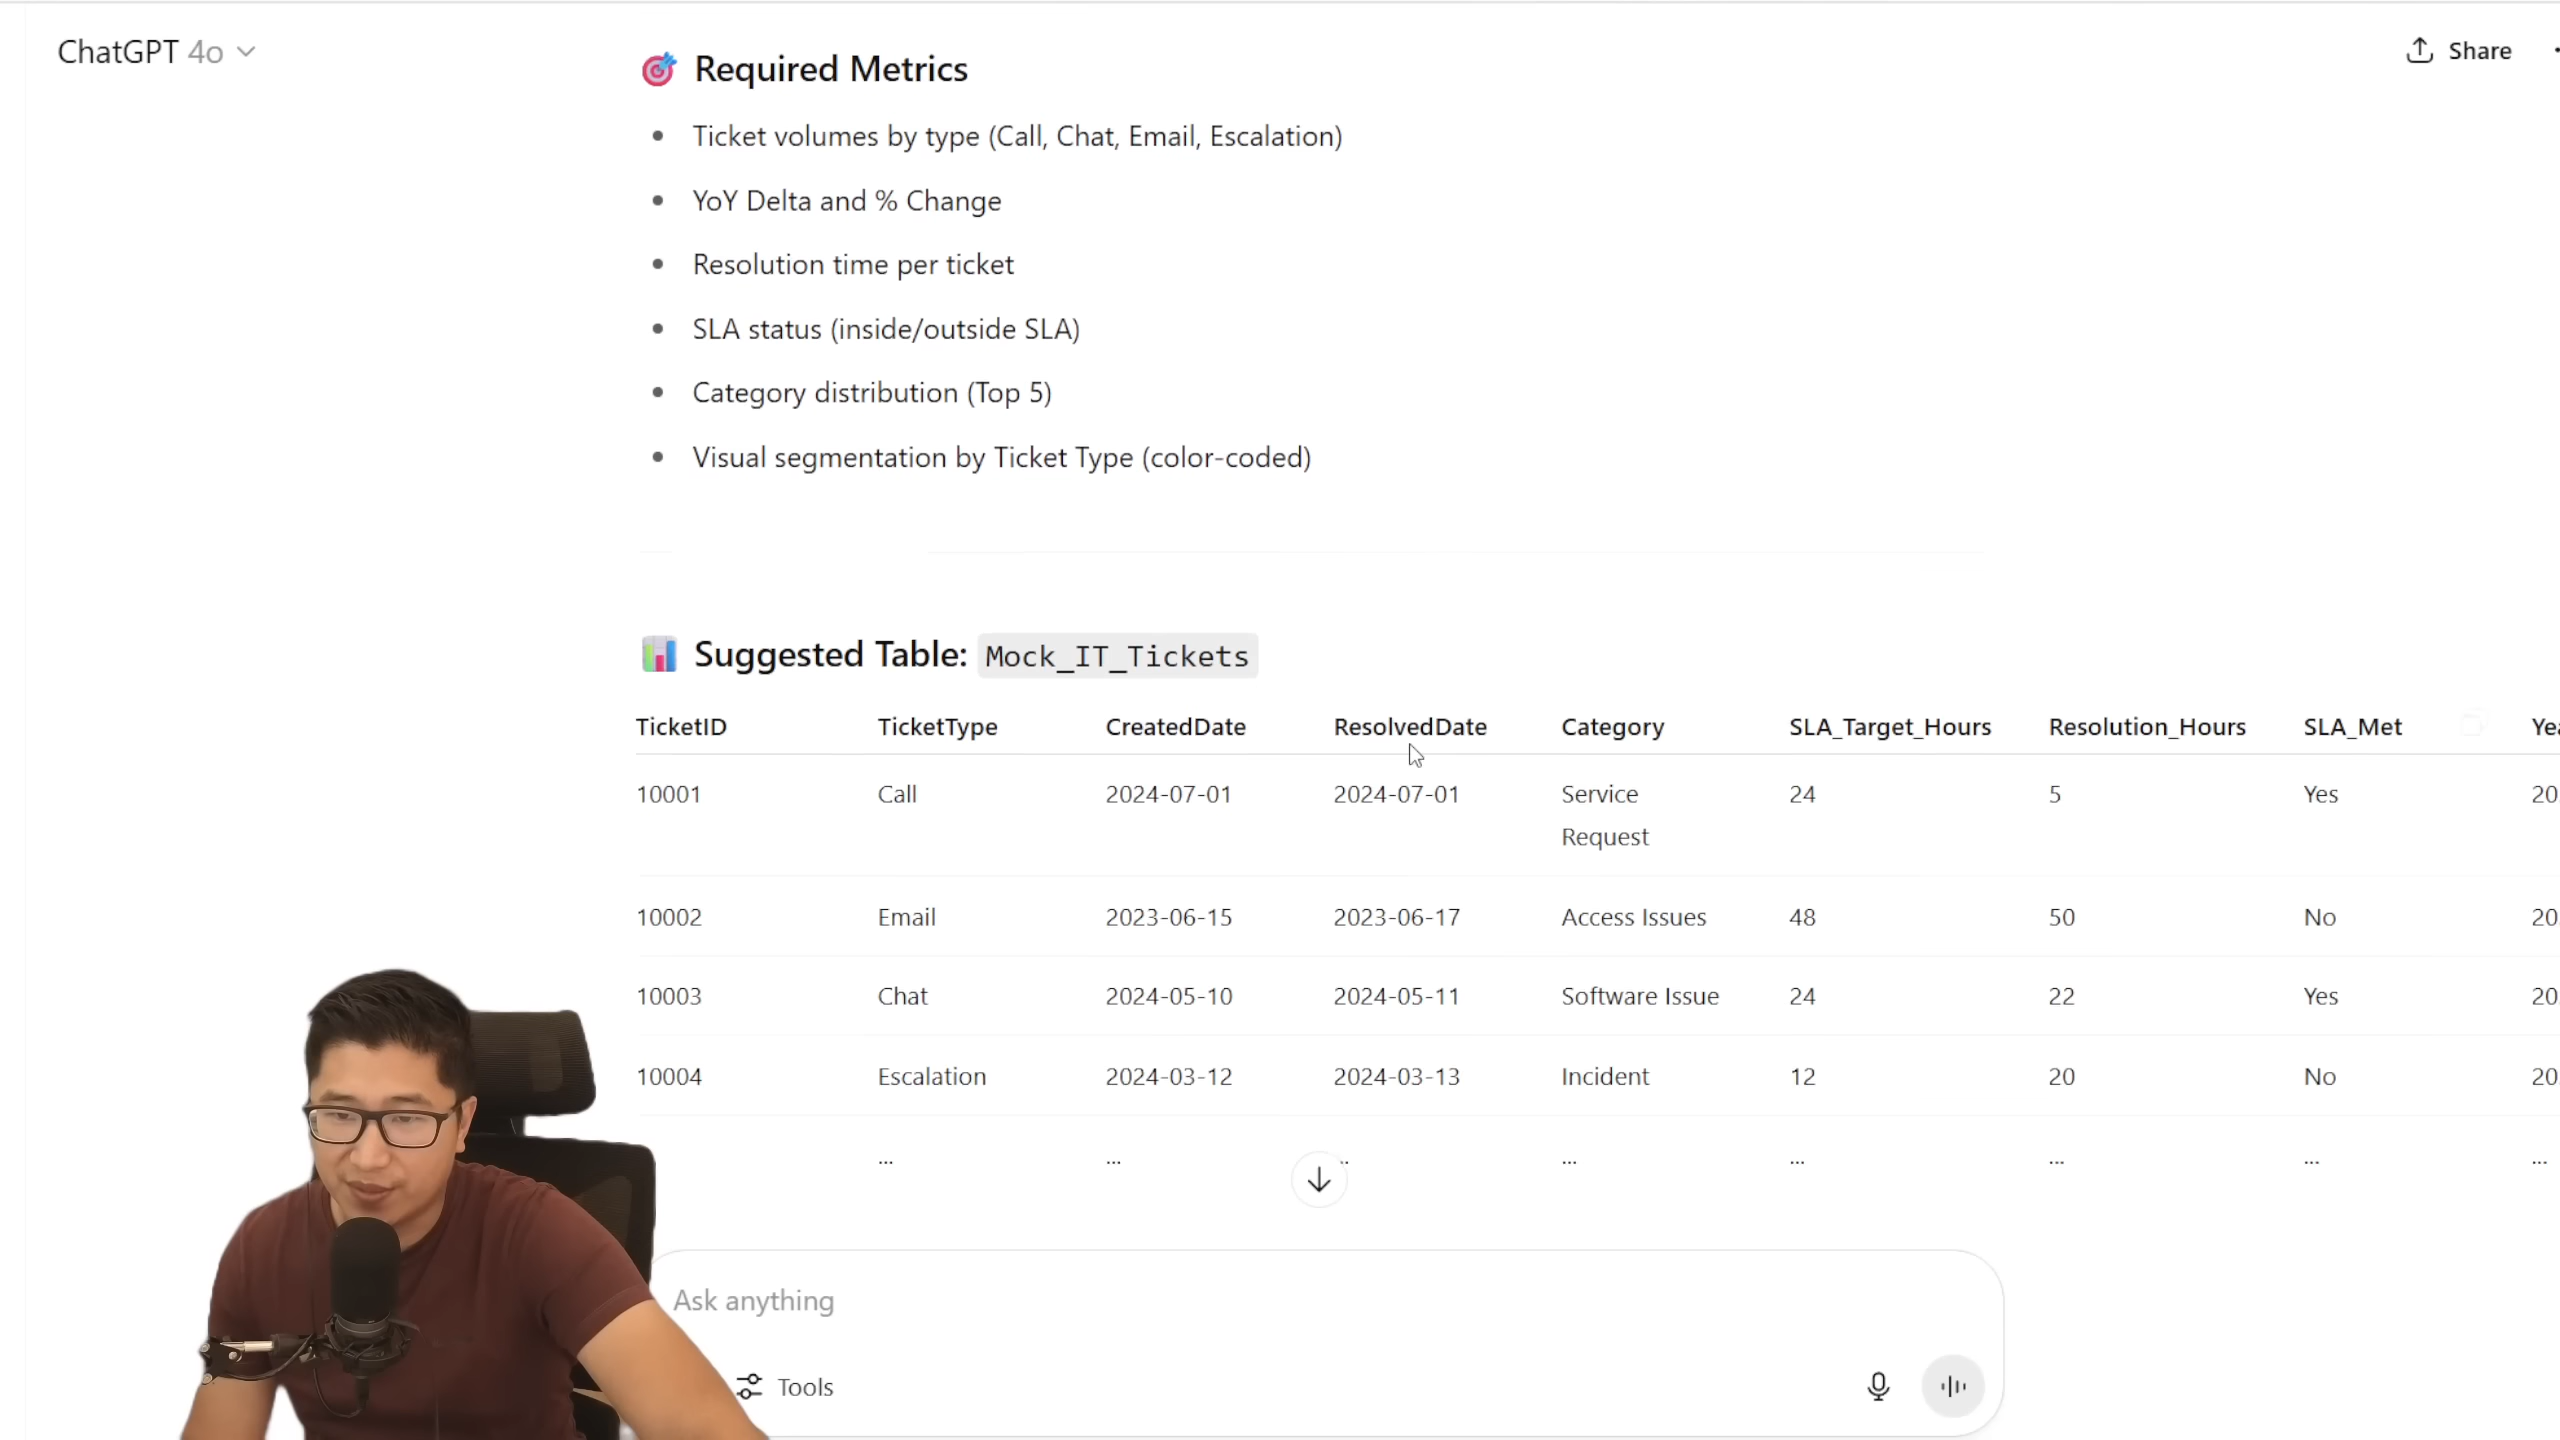 ChatGPT 4o
Share
🎯 Required Metrics
• Ticket volumes by type (Call, Chat, Email, Escalation)
• YoY Delta and % Change
• Resolution time per ticket
• SLA status (inside/outside SLA)
• Category distribution (Top 5)
• Visual segmentation by Ticket Type (color-coded)
📊 Suggested Table: Mock_IT_Tickets
TicketID TicketType CreatedDate ResolvedDate Category SLA_Target_Hours Resolution_Hours SLA_Met
10001 Call 2024-07-01 2024-07-01 Service 24 5 Yes 20
Request
10002 Email 2023-06-15 2023-06-17 Access Issues 48 50 No 20
10003 Chat 2024-05-10 2024-05-11 Software Issue 24 22 Yes 20
10004 Escalation 2024-03-12 2024-03-13 Incident 12 20 No 20
... ... ... ... ... ... ... ...
Ask anything
Tools